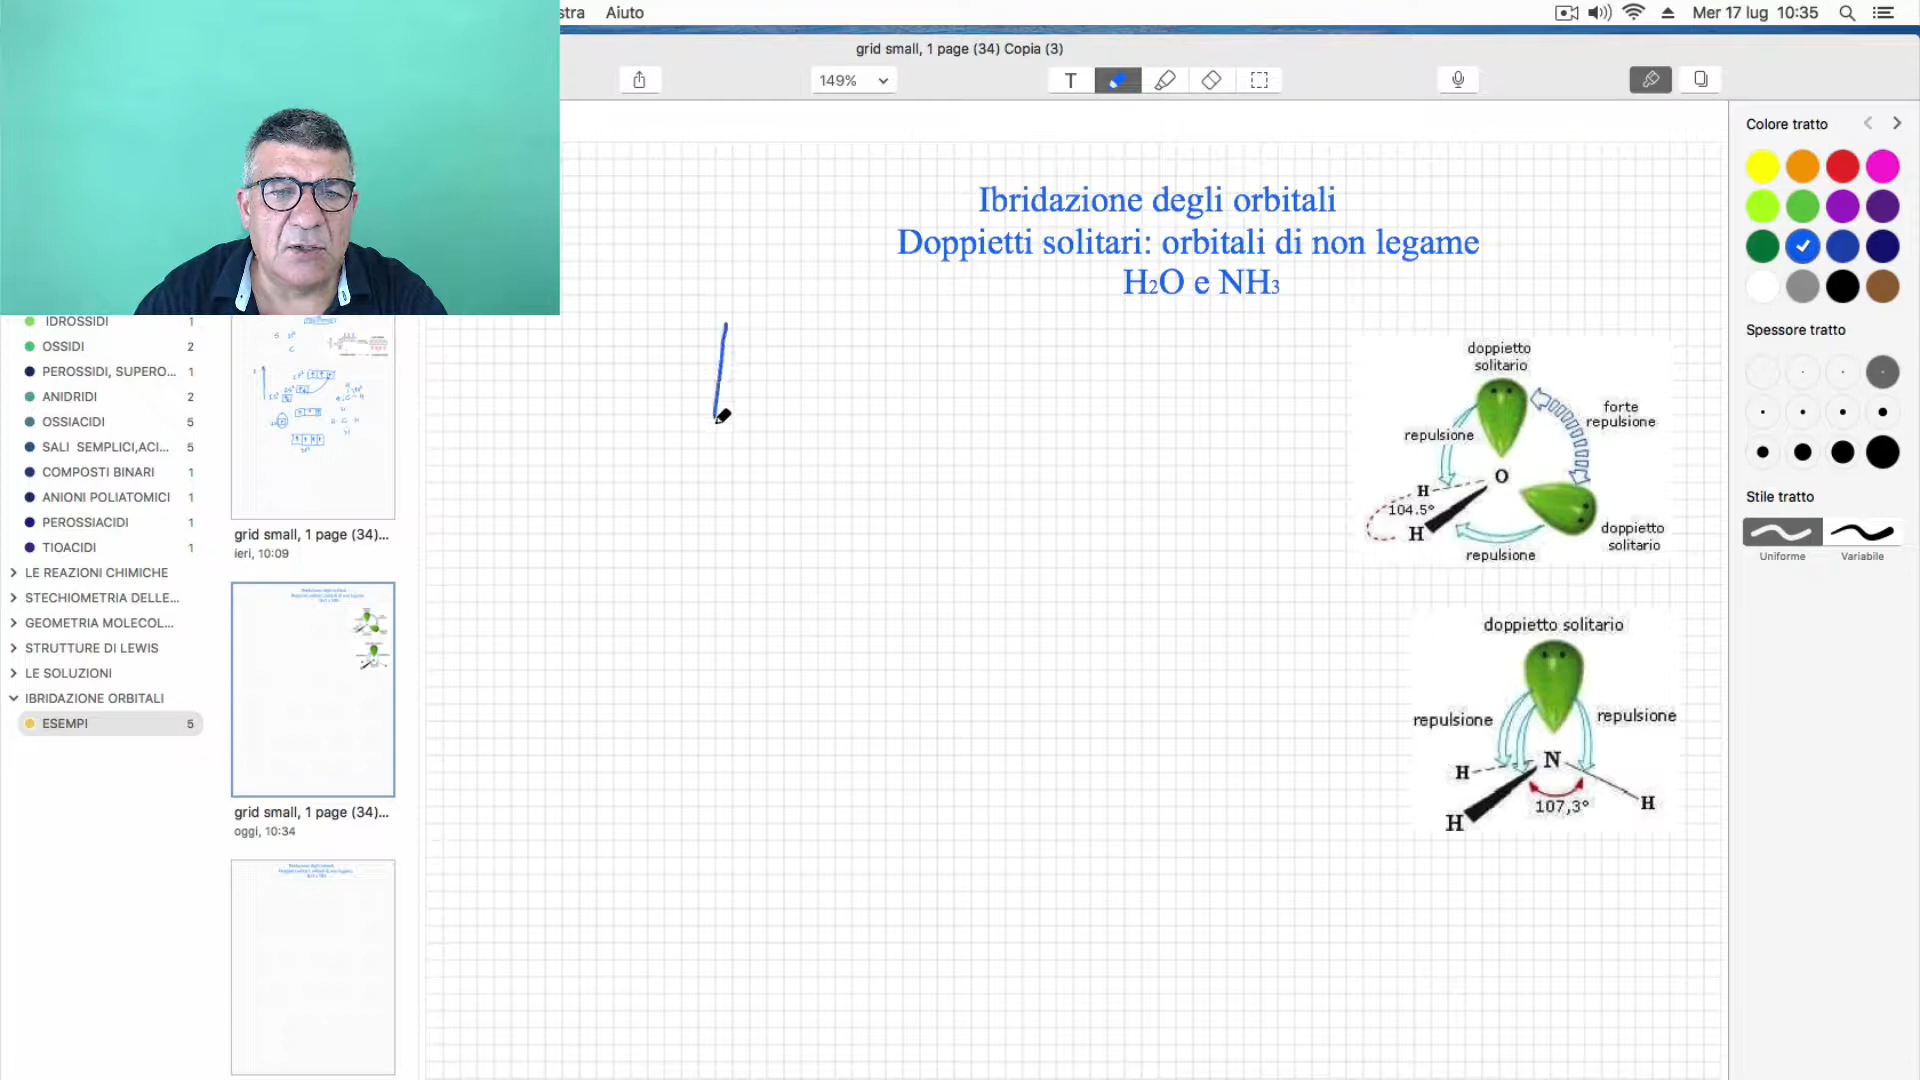 stra Aiuto
Mer 17 lug 10:35
grid small, 1 page (34) Copia (3)
149%
T
Colore tratto
Ibridazione degli orbitali
Doppietti solitari: orbitali di non legame
H₂O e NH₃
Spessore tratto
Stile tratto
Uniforme Variabile
IDROSSIDI 1
OSSIDI 2
PEROSSIDI, SUPERO... 1
ANIDRIDI 2
OSSIACIDI 5
SALI SEMPLICI,ACI... 5
COMPOSTI BINARI 1
ANIONI POLIATOMICI 1
PEROSSIACIDI 1
TIOACIDI 1
LE REAZIONI CHIMICHE
STECHIOMETRIA DELLE...
GEOMETRIA MOLECOL...
STRUTTURE DI LEWIS
LE SOLUZIONI
IBRIDAZIONE ORBITALI
ESEMPI 5
grid small, 1 page (34)...
ieri, 10:09
grid small, 1 page (34)...
oggi, 10:34
doppietto
solitario
forte
repulsione
repulsione
O
H
104.5°
H
doppietto
solitario
repulsione
doppietto solitario
repulsione
repulsione
N
H
107,3°
H
H